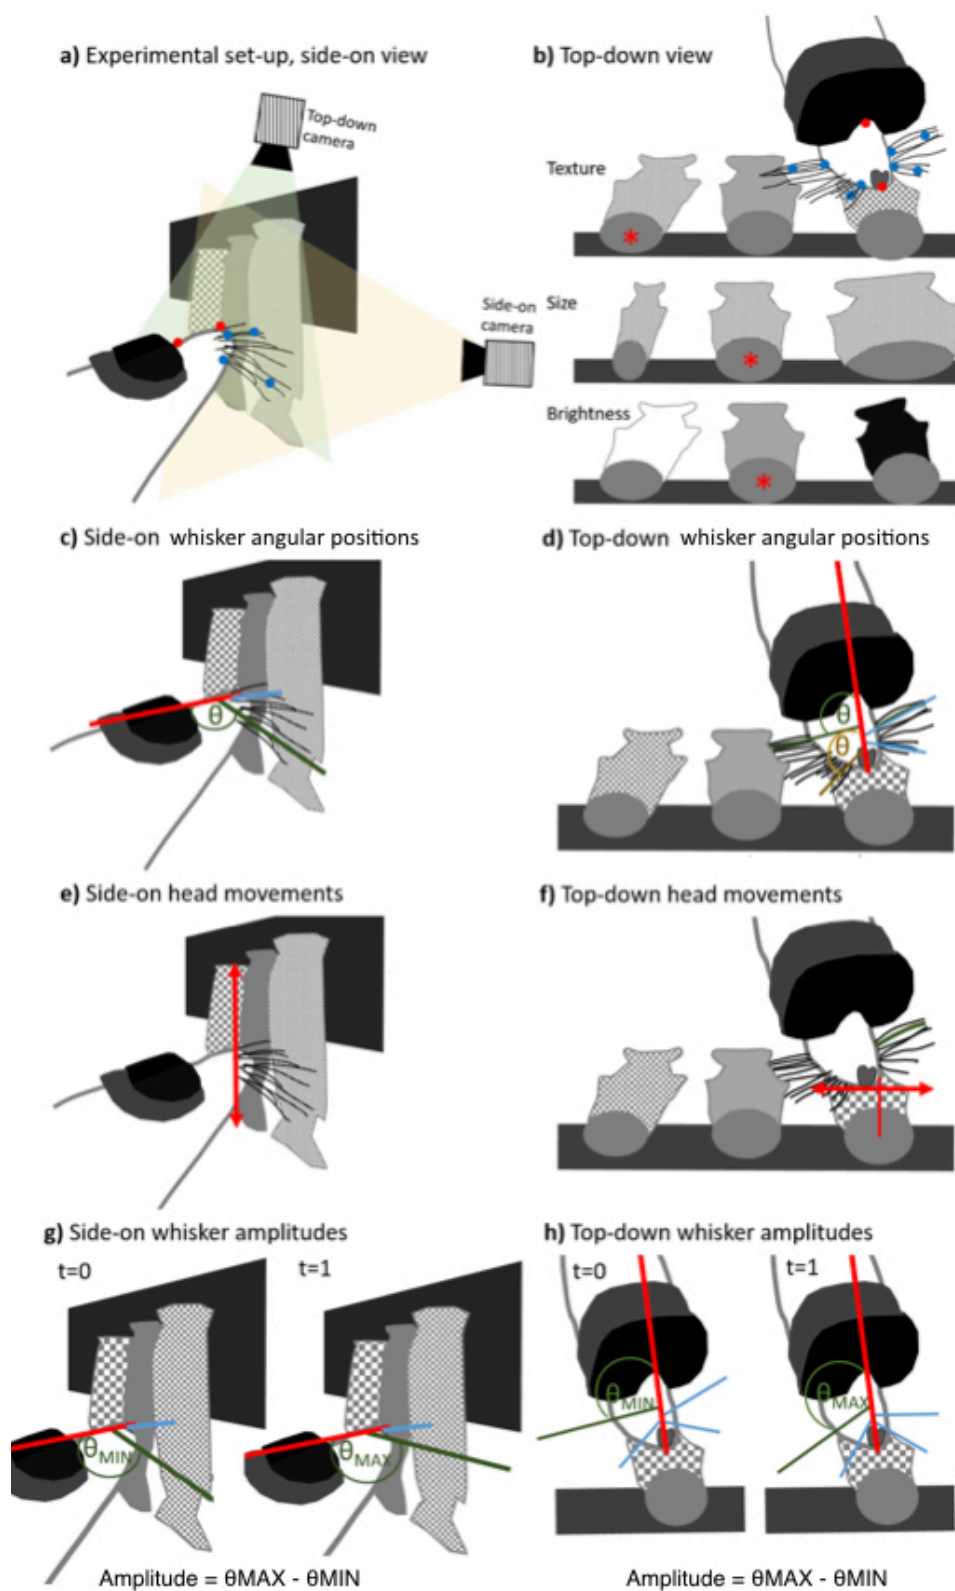 a) Experimental set-up, side-on view
Top-down
camera
Side-on
camera
b) Top-down view
Texture
*
Size
*
Brightness
*
c) Side-on whisker angular positions
θ
d) Top-down whisker angular positions
θ
θ
e) Side-on head movements
f) Top-down head movements
g) Side-on whisker amplitudes
t=0
t=1
θMIN
θMAX
Amplitude = θMAX - θMIN
h) Top-down whisker amplitudes
t=0
t=1
θMIN
θMAX
Amplitude = θMAX - θMIN